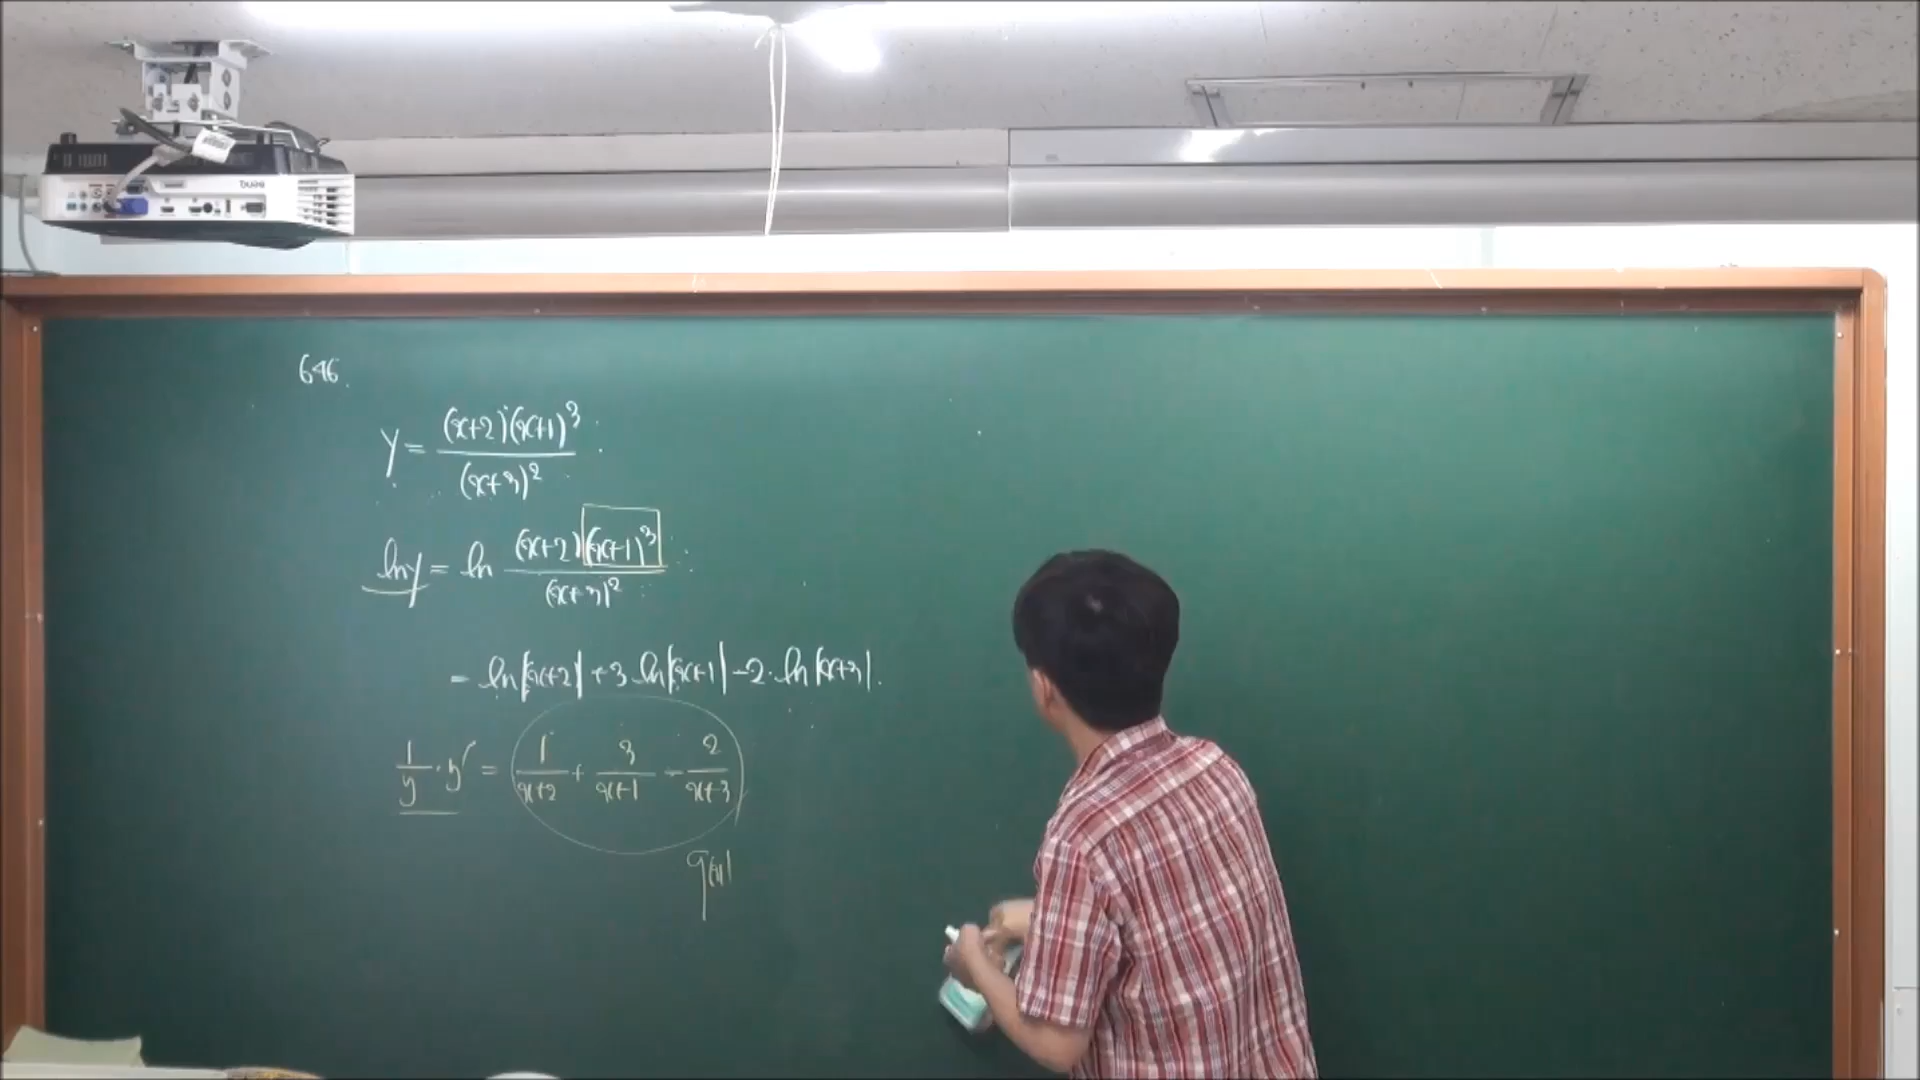 BenQ
646.
y = (x+2)(x+1)³ / (x+3)²
ln y = ln (x+2)(x+1)³ / (x+3)²
= ln|x+2| + 3 ln|x+1| - 2· ln|x+3|.
1/y · y' = 1/(x+2) + 3/(x+1) - 2/(x+3)
g(x)